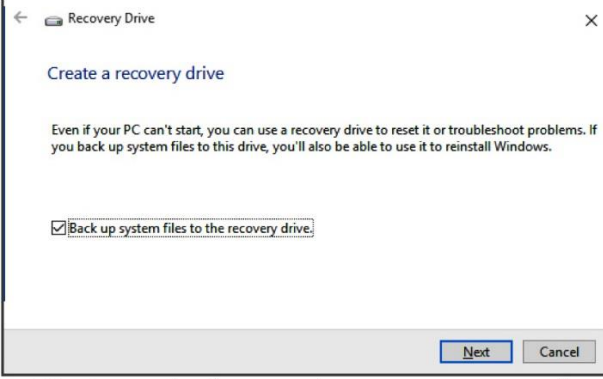 Recovery Drive
Create a recovery drive
Even if your PC can't start, you can use a recovery drive to reset it or troubleshoot problems. If
you back up system files to this drive, you'll also be able to use it to reinstall Windows.
Back up system files to the recovery drive.
Next Cancel